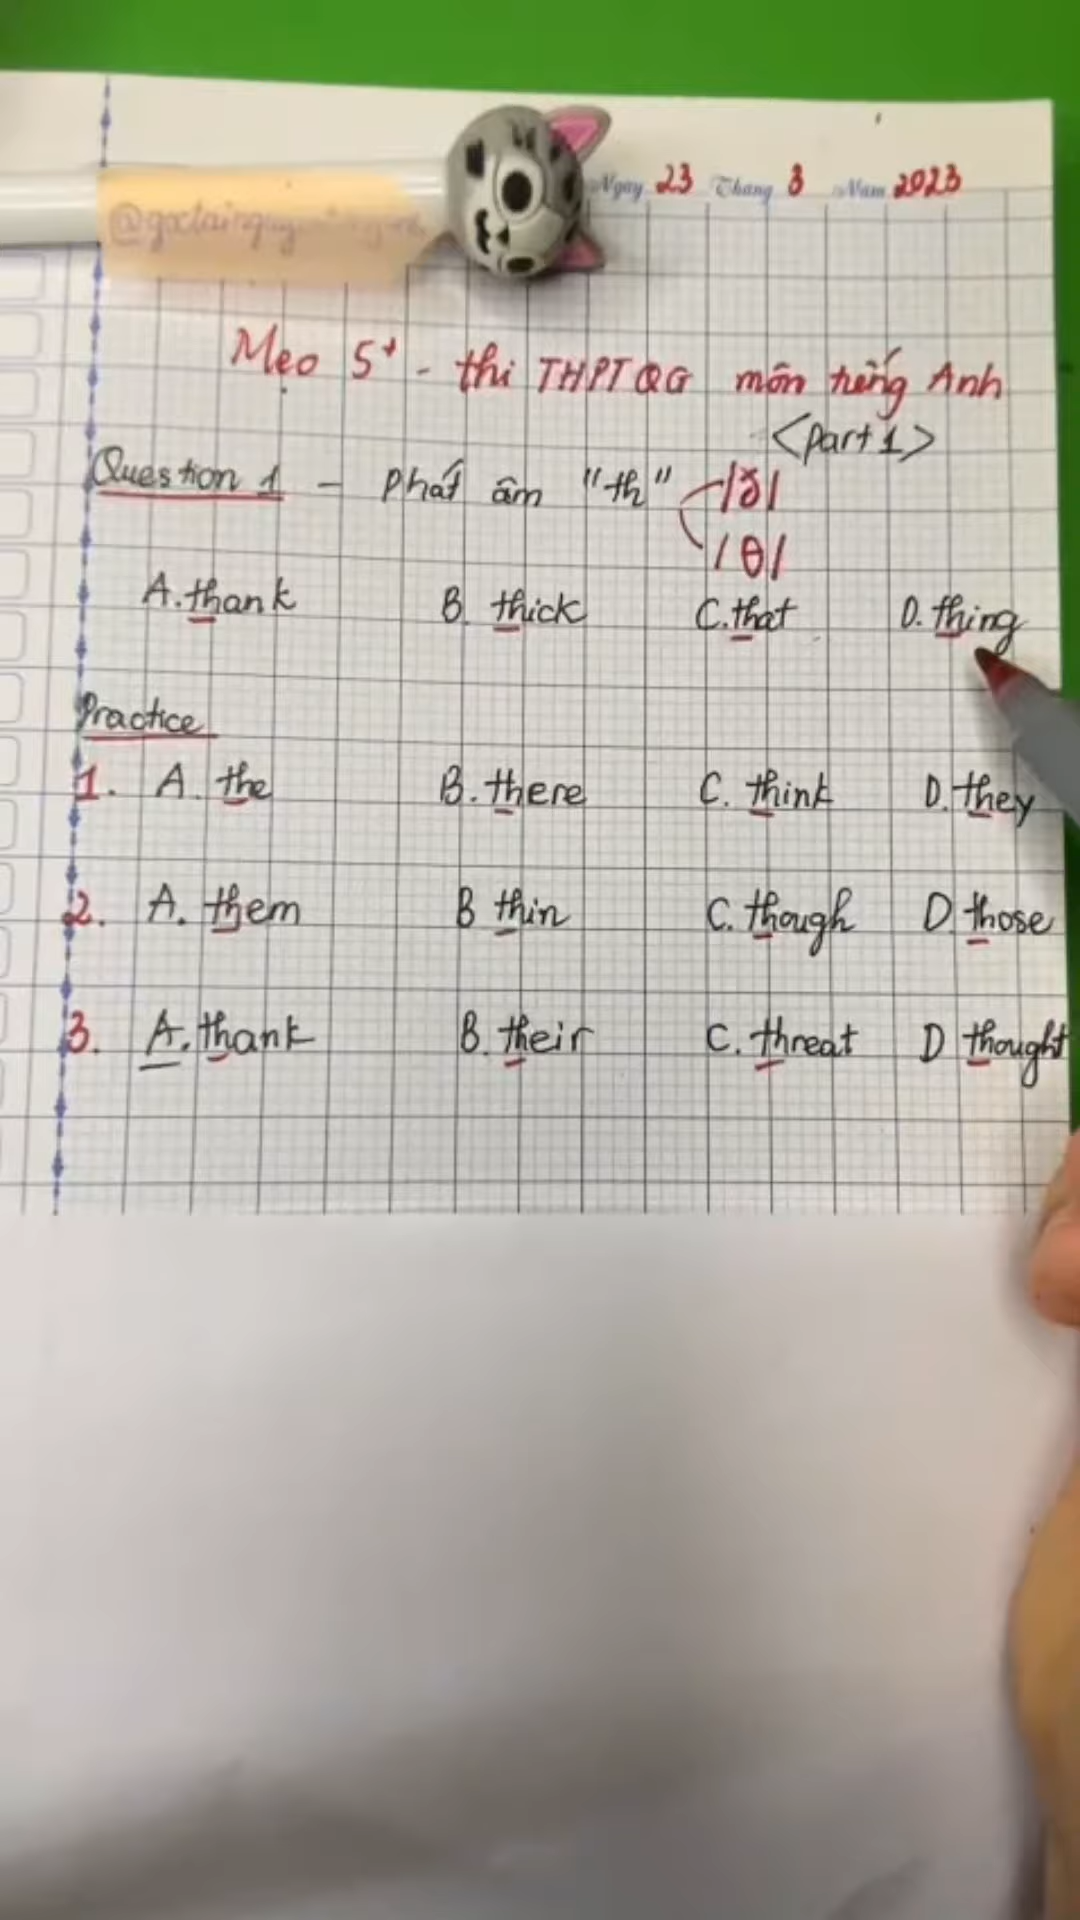 Ngày 23 Tháng 3 Năm 2023
Mẹo 5+ - thi THPTQG môn tiếng Anh
<part 1>
Question 1 - Phát âm "th" /ð/
/θ/
A. thank B. thick C. that D. thing
Practice
1. A. the B. there C. think D. they
2. A. them B thin C. though D those
3. A. thank B. their C. threat D thought